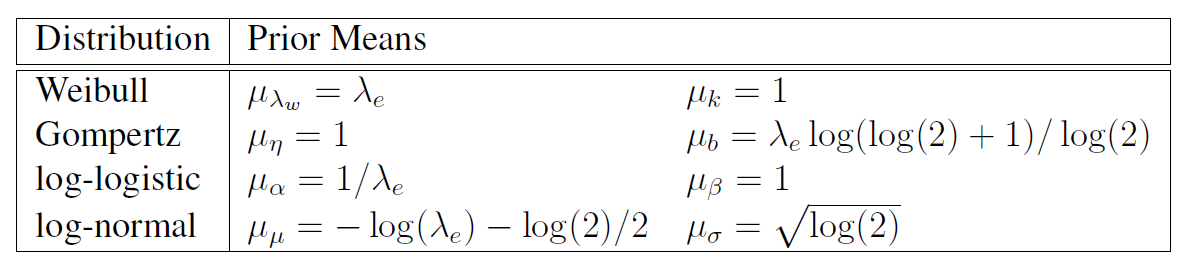 Distribution Prior Means
Weibull μ_{λ_w} = λ_e μ_k = 1
Gompertz μ_η = 1 μ_b = λ_e log(log(2) + 1)/ log(2)
log-logistic μ_α = 1/λ_e μ_β = 1
log-normal μ_μ = − log(λ_e) − log(2)/2 μ_σ = √log(2)